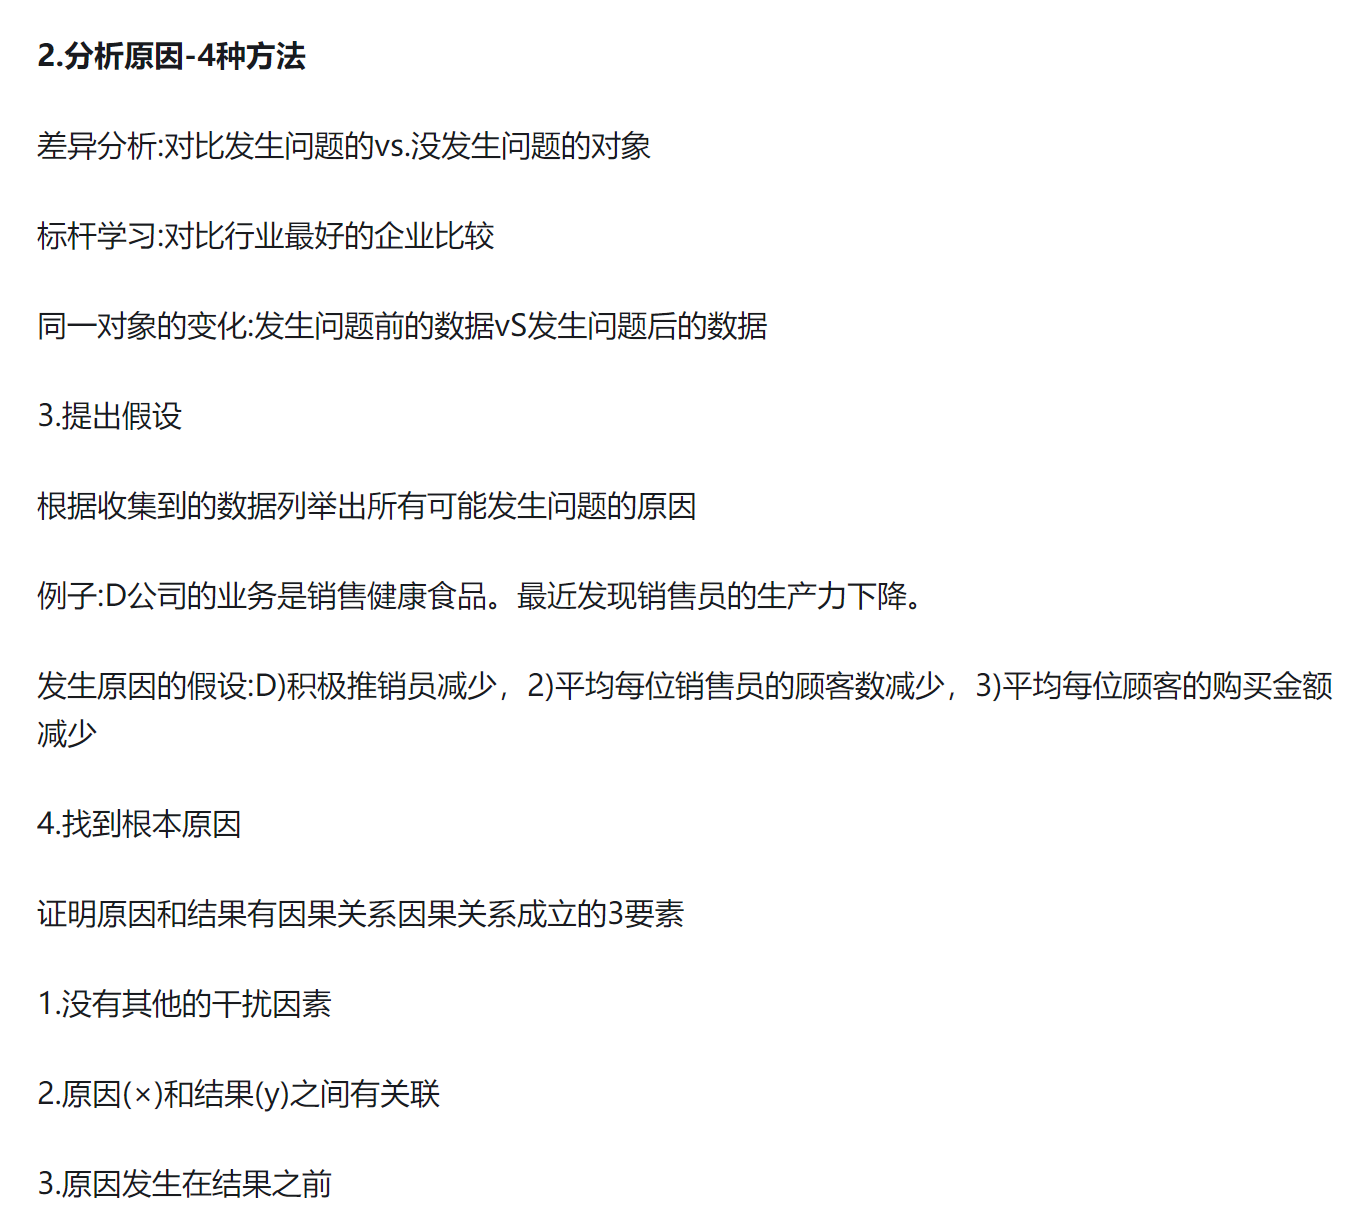 2.分析原因-4种方法
差异分析:对比发生问题的vs.没发生问题的对象
标杆学习:对比行业最好的企业比较
同一对象的变化:发生问题前的数据vS发生问题后的数据
3.提出假设
根据收集到的数据列举出所有可能发生问题的原因
例子:D公司的业务是销售健康食品。最近发现销售员的生产力下降。
发生原因的假设:D)积极推销员减少，2)平均每位销售员的顾客数减少，3)平均每位顾客的购买金额
减少
4.找到根本原因
证明原因和结果有因果关系因果关系成立的3要素
1.没有其他的干扰因素
2.原因(×)和结果(y)之间有关联
3.原因发生在结果之前